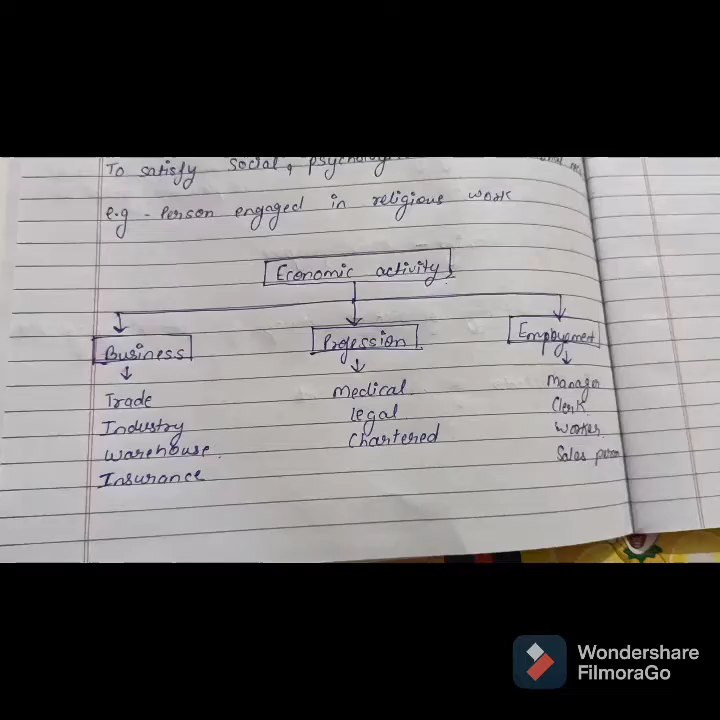 To satisfy social, psycholog
e.g - Person engaged in religious work
Economic activity
Business
Profession
Employment
Trade
Industry
warehouse
Insurance
Medical
legal
Chartered
Manager
Clerk
Worker
Sales person
Wondershare
FilmoraGo